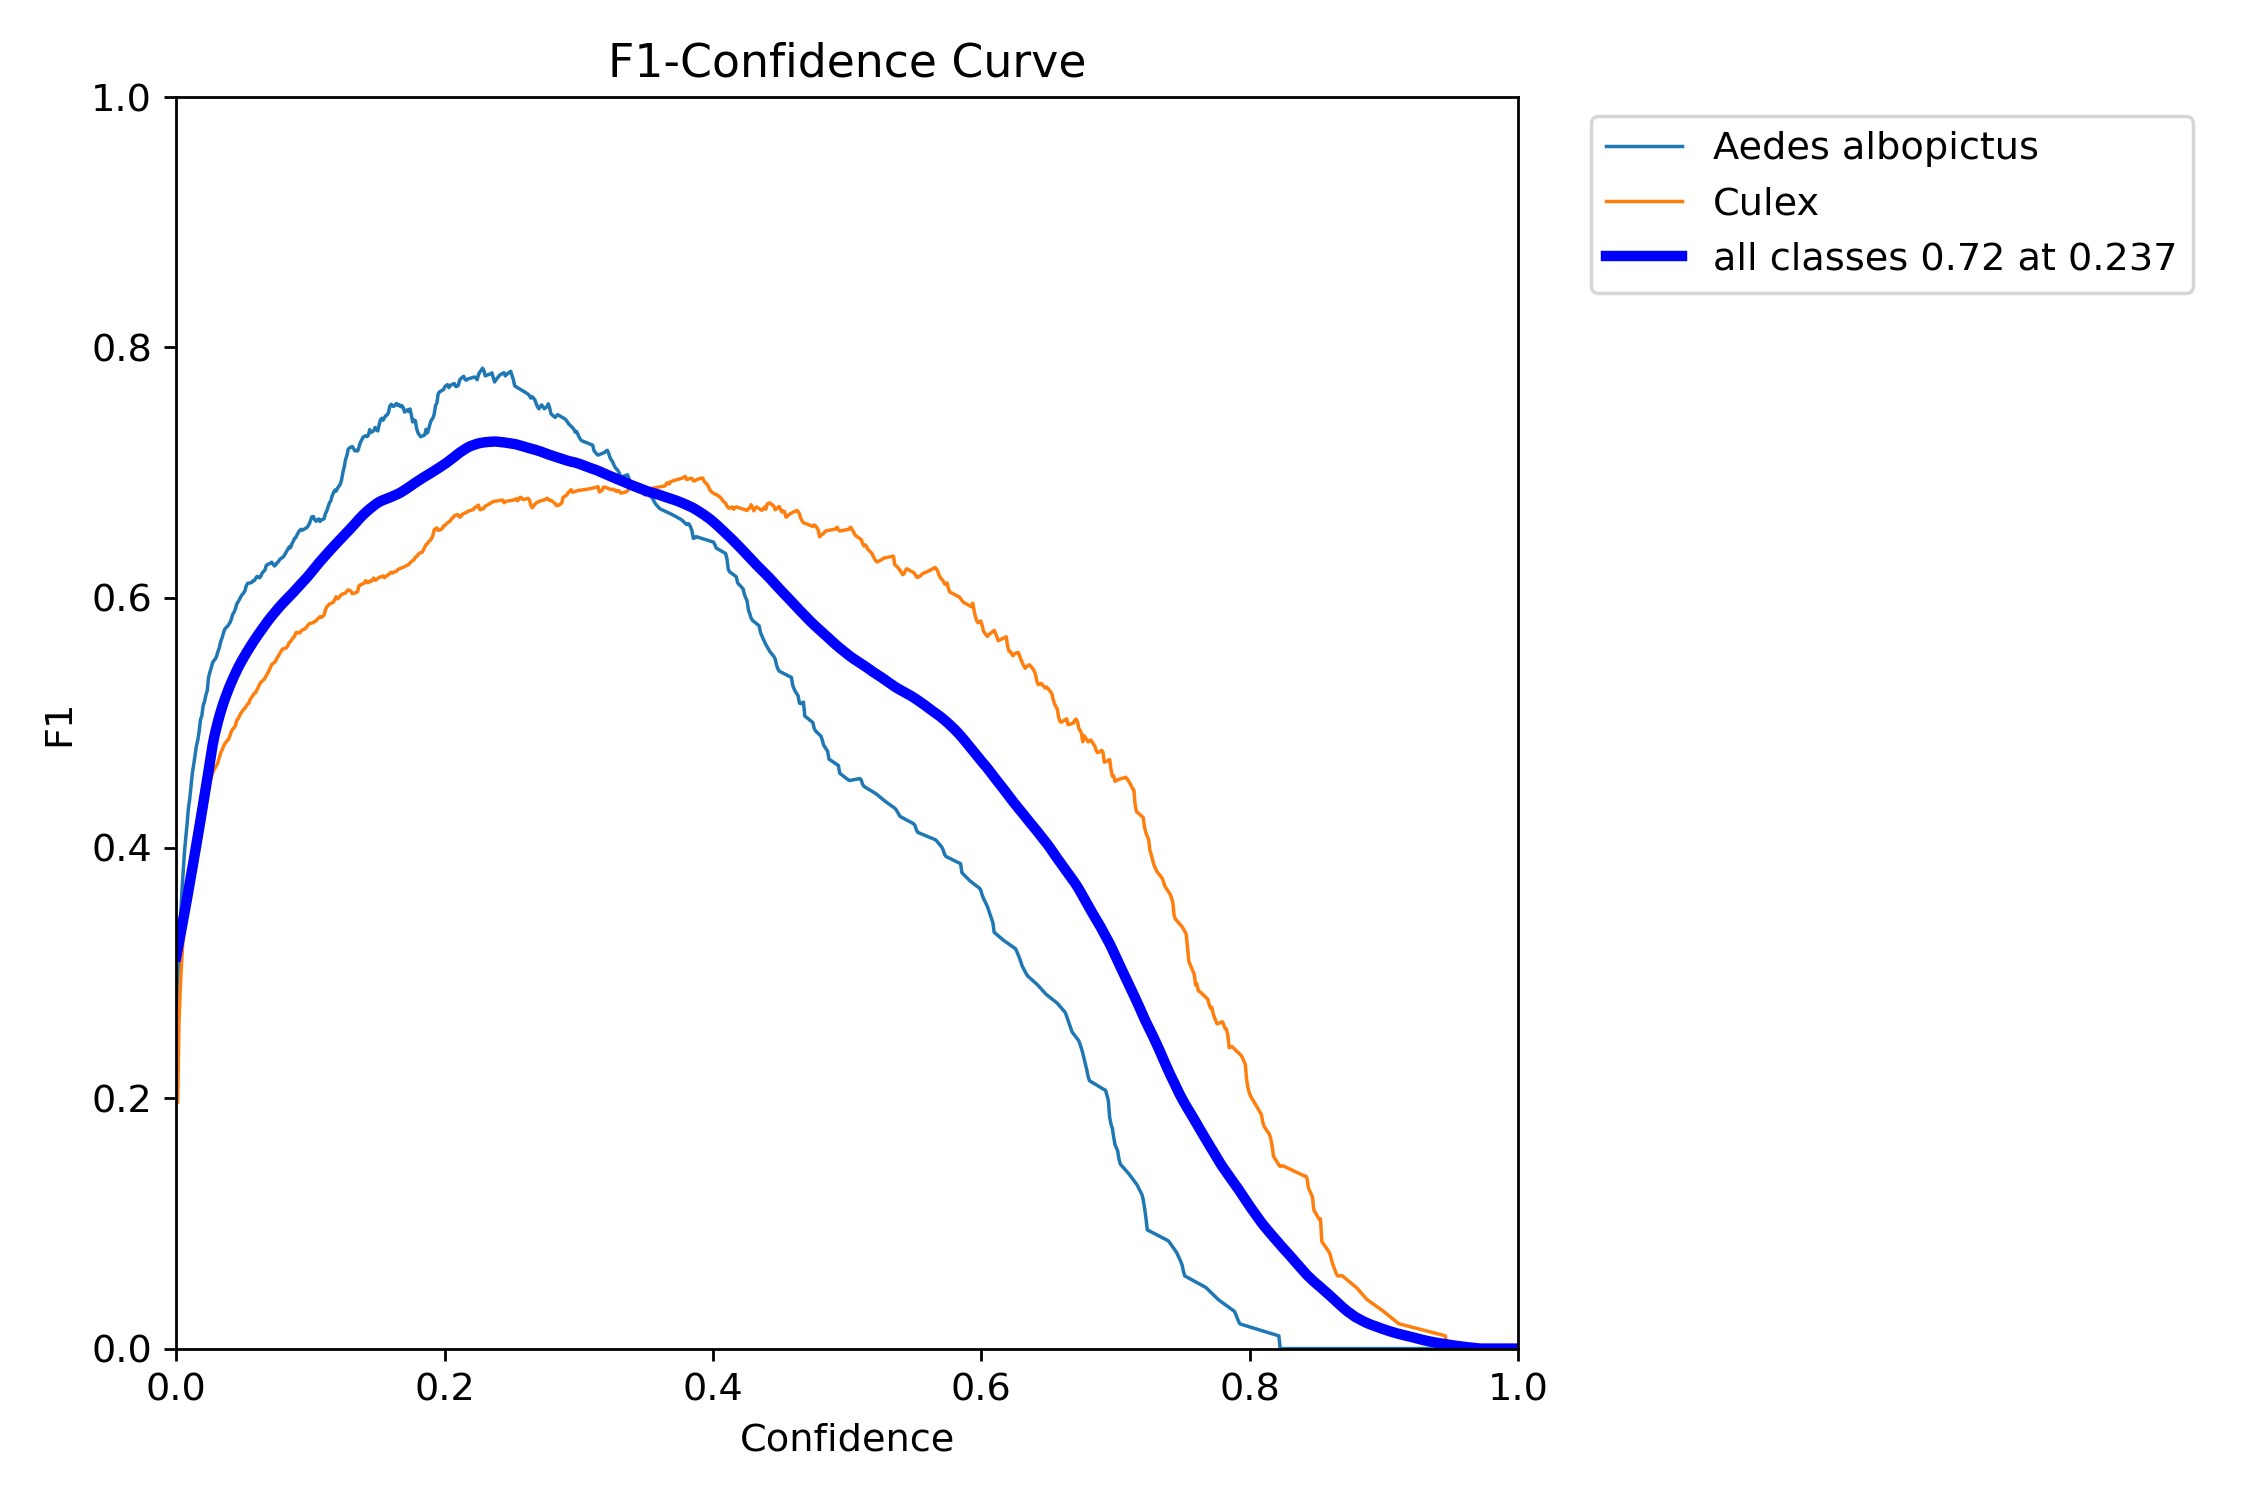 F1-Confidence Curve
1.0
0.8
0.6
0.4
0.2
0.0
F1
0.0 0.2 0.4 0.6 0.8 1.0
Confidence
Aedes albopictus
Culex
all classes 0.72 at 0.237